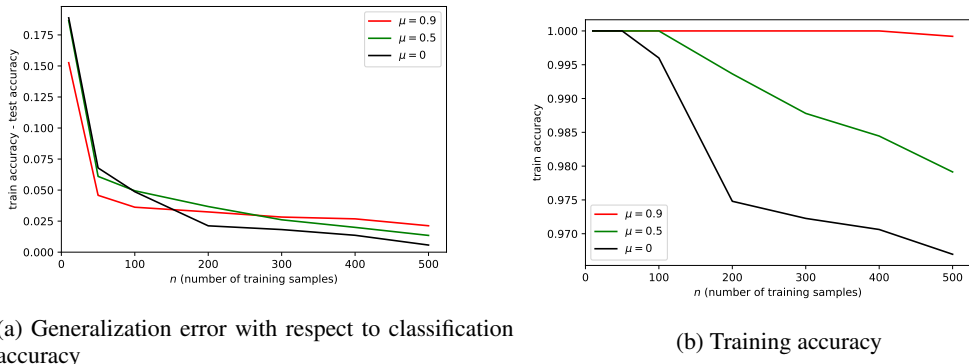 0.175
0.150
0.125
0.100
0.075
0.050
0.025
0.000
train accuracy - test accuracy
μ = 0.9
μ = 0.5
μ = 0
0 100 200 300 400 500
n (number of training samples)
(a) Generalization error with respect to classification
accuracy
1.000
0.995
0.990
0.985
0.980
0.975
0.970
train accuracy
μ = 0.9
μ = 0.5
μ = 0
0 100 200 300 400 500
n (number of training samples)
(b) Training accuracy